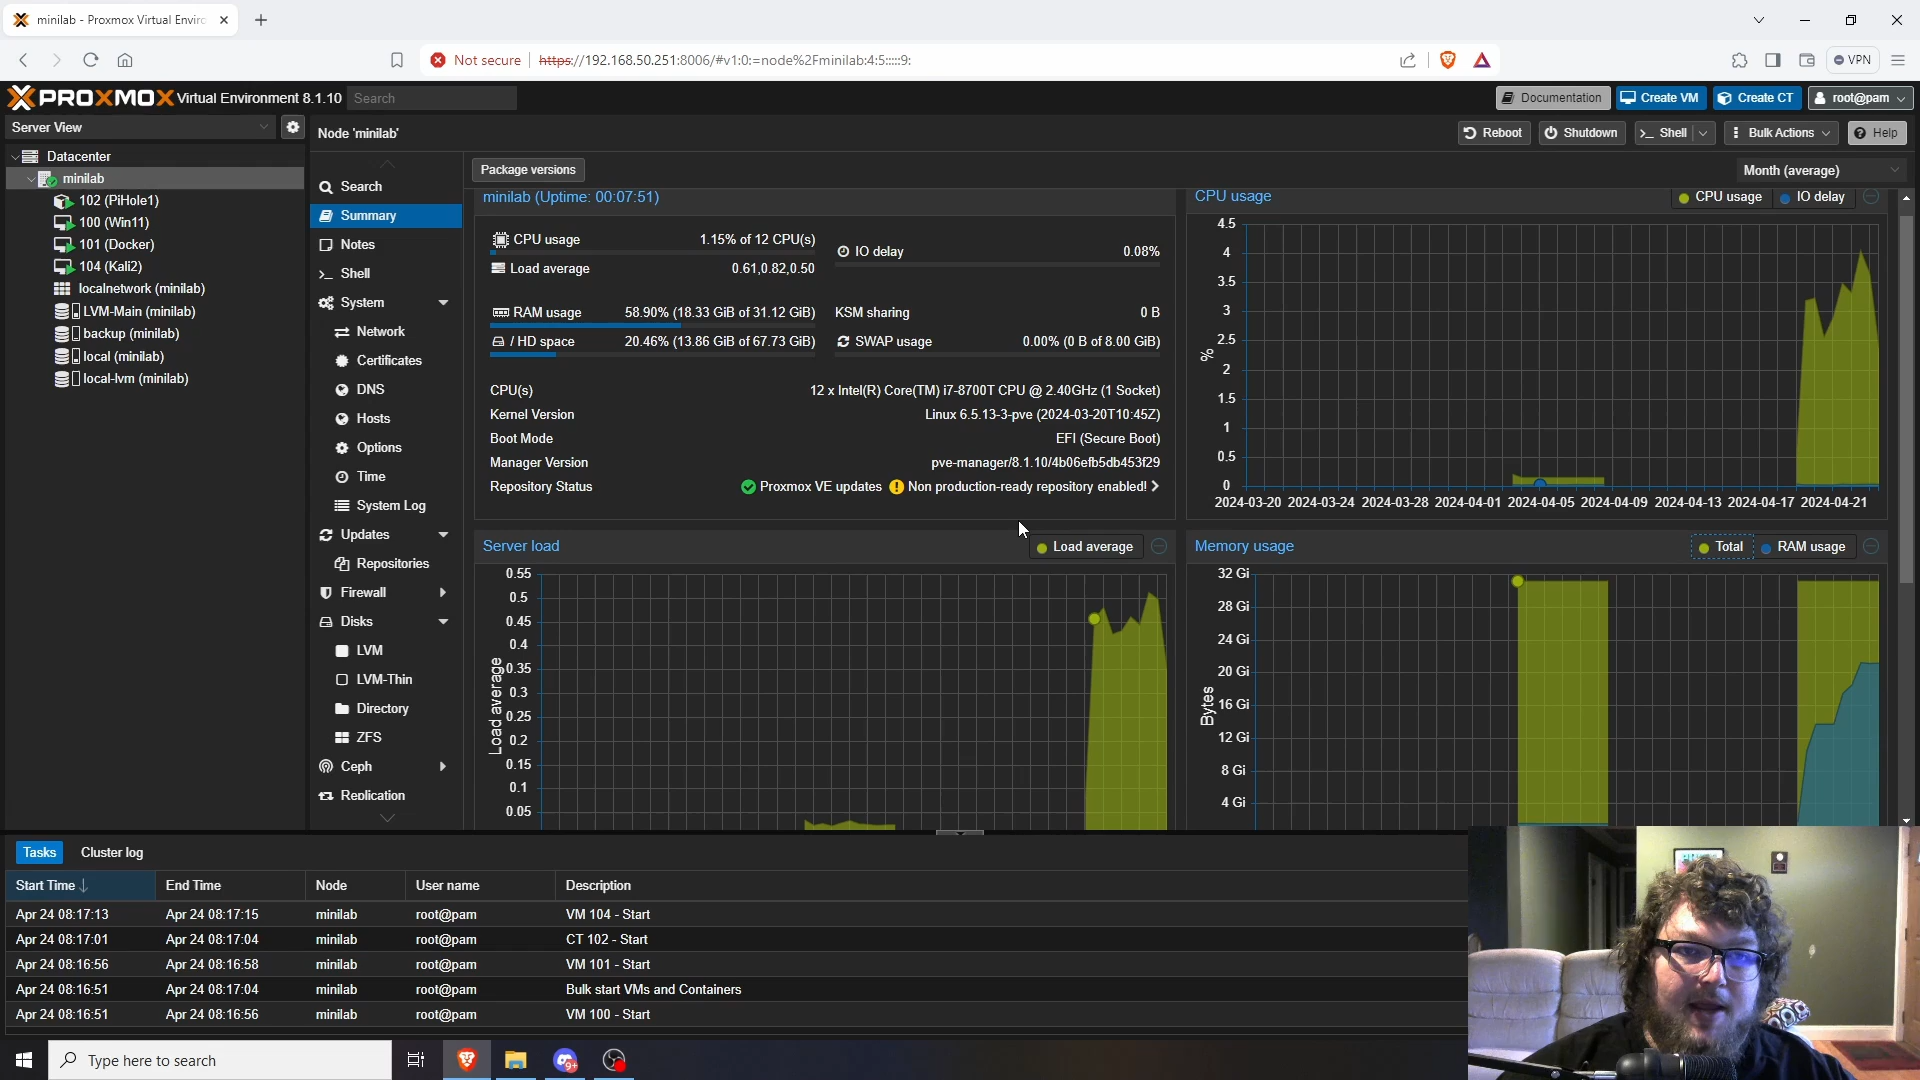 minilab - Proxmox Virtual Enviro
Not secure
https://192.168.50.251:8006/#v1:0:=node%2Fminilab:4:5:::::9:
VPN
PROXMOX Virtual Environment 8.1.10
Search
Documentation
Create VM
Create CT
root@pam
Server View
Node 'minilab'
Reboot
Shutdown
Shell
Bulk Actions
Help
Datacenter
minilab
102 (PiHole1)
100 (Win11)
101 (Docker)
104 (Kali2)
localnetwork (minilab)
LVM-Main (minilab)
backup (minilab)
local (minilab)
local-lvm (minilab)
Search
Summary
Notes
Shell
System
Network
Certificates
DNS
Hosts
Options
Time
System Log
Updates
Repositories
Firewall
Disks
LVM
LVM-Thin
Directory
ZFS
Ceph
Replication
Package versions
Month (average)
minilab (Uptime: 00:07:51)
CPU usage 1.15% of 12 CPU(s)
IO delay 0.08%
Load average 0.61,0.82,0.50
RAM usage 58.90% (18.33 GiB of 31.12 GiB)
KSM sharing 0 B
/ HD space 20.46% (13.86 GiB of 67.73 GiB)
SWAP usage 0.00% (0 B of 8.00 GiB)
CPU(s) 12 x Intel(R) Core(TM) i7-8700T CPU @ 2.40GHz (1 Socket)
Kernel Version Linux 6.5.13-3-pve (2024-03-20T10:45Z)
Boot Mode EFI (Secure Boot)
Manager Version pve-manager/8.1.10/4b06efb5db453f29
Repository Status Proxmox VE updates Non production-ready repository enabled!
CPU usage
CPU usage
IO delay
4.5
4
3.5
3
2.5
2
1.5
1
0.5
0
%
2024-03-20 2024-03-24 2024-03-28 2024-04-01 2024-04-05 2024-04-09 2024-04-13 2024-04-17 2024-04-21
Server load
Load average
0.55
0.5
0.45
0.4
0.35
0.3
0.25
0.2
0.15
0.1
0.05
Load average
Memory usage
Total
RAM usage
32 Gi
28 Gi
24 Gi
20 Gi
16 Gi
12 Gi
8 Gi
4 Gi
Bytes
Tasks
Cluster log
Start Time End Time Node User name Description
Apr 24 08:17:13 Apr 24 08:17:15 minilab root@pam VM 104 - Start
Apr 24 08:17:01 Apr 24 08:17:04 minilab root@pam CT 102 - Start
Apr 24 08:16:56 Apr 24 08:16:58 minilab root@pam VM 101 - Start
Apr 24 08:16:51 Apr 24 08:17:04 minilab root@pam Bulk start VMs and Containers
Apr 24 08:16:51 Apr 24 08:16:56 minilab root@pam VM 100 - Start
Type here to search
9+